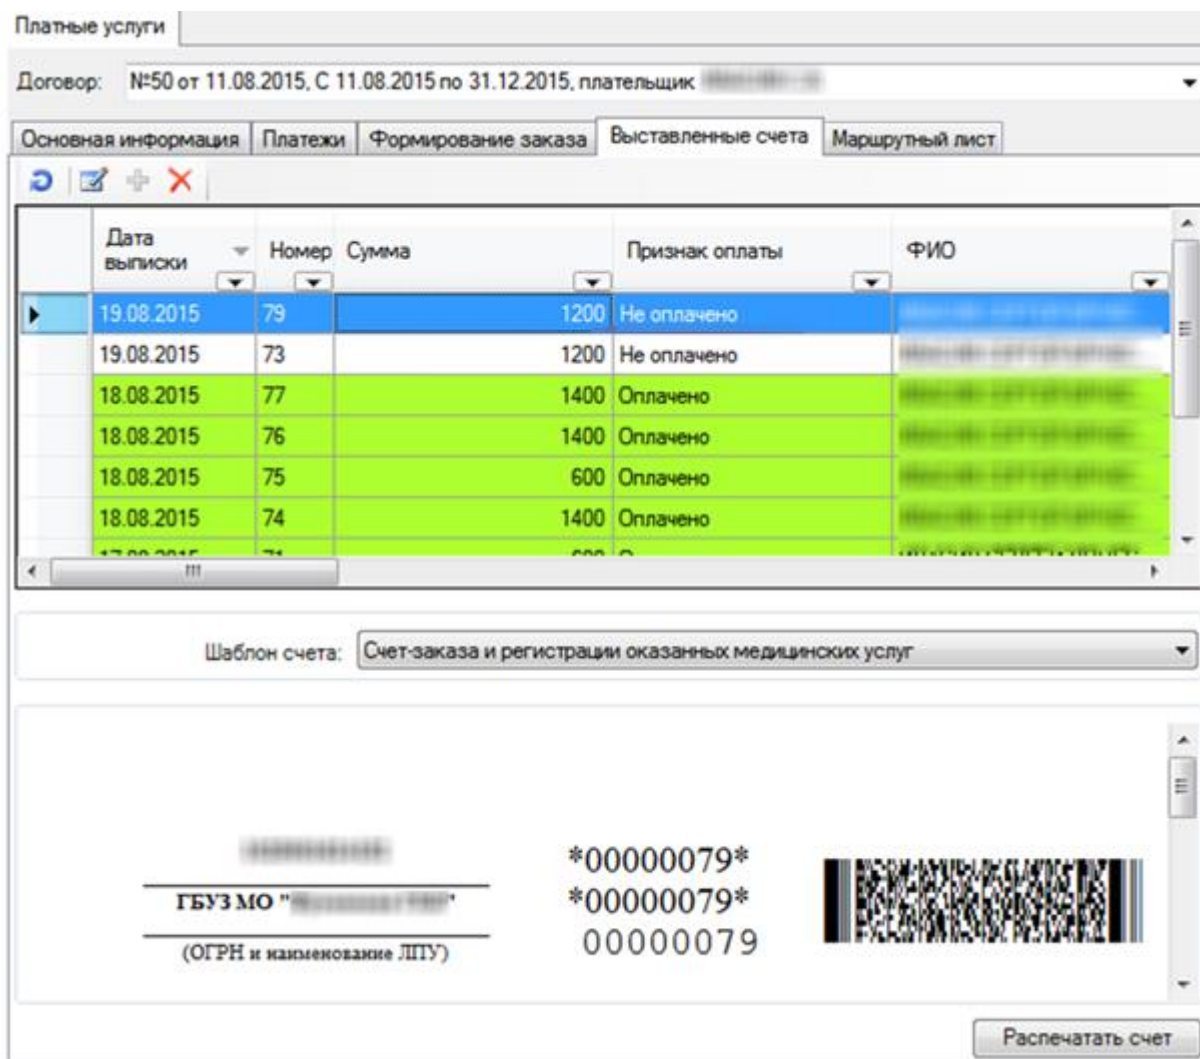 Платные услуги
Договор: №50 от 11.08.2015, С 11.08.2015 по 31.12.2015, плательщик
Основная информация Платежи Формирование заказа Выставленные счета Маршрутный лист
Дата выписки Номер Сумма Признак оплаты ФИО
19.08.2015 79 1200 Не оплачено
19.08.2015 73 1200 Не оплачено
18.08.2015 77 1400 Оплачено
18.08.2015 76 1400 Оплачено
18.08.2015 75 600 Оплачено
18.08.2015 74 1400 Оплачено
Шаблон счета: Счет-заказа и регистрации оказанных медицинских услуг
*00000079*
ГБУЗ МО " " *00000079*
(ОГРН и наименование ЛПУ) 00000079
Распечатать счет